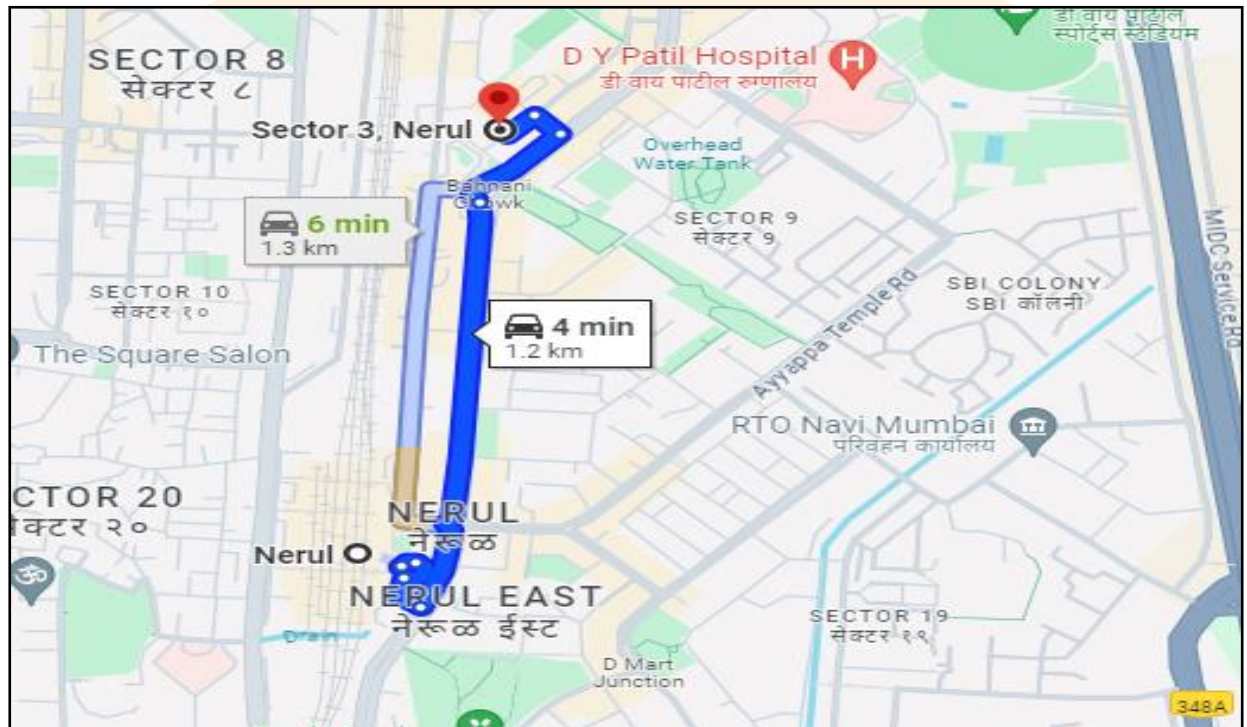 डी वाय पाटील
स्पोर्ट्स स्टेडियम
SECTOR 8
सेक्टर ८
D Y Patil Hospital
डी वाय पाटील रुग्णालय
H
Sector 3, Nerul
Overhead
Water Tank
Bahnani
Chowk
6 min
1.3 km
SECTOR 9
सेक्टर 9
MIDC Service Rd
SECTOR 10
सेक्टर १०
SBI COLONY
SBI कॉलनी
4 min
1.2 km
The Square Salon
Ayyappa Temple Rd
RTO Navi Mumbai
परिवहन कार्यालय
CTOR 20
सेक्टर २०
NERUL
नेरूळ
Nerul
ॐ
NERUL EAST
नेरूळ ईस्ट
SECTOR 19
सेक्टर १९
Drain
D Mart
Junction
348A